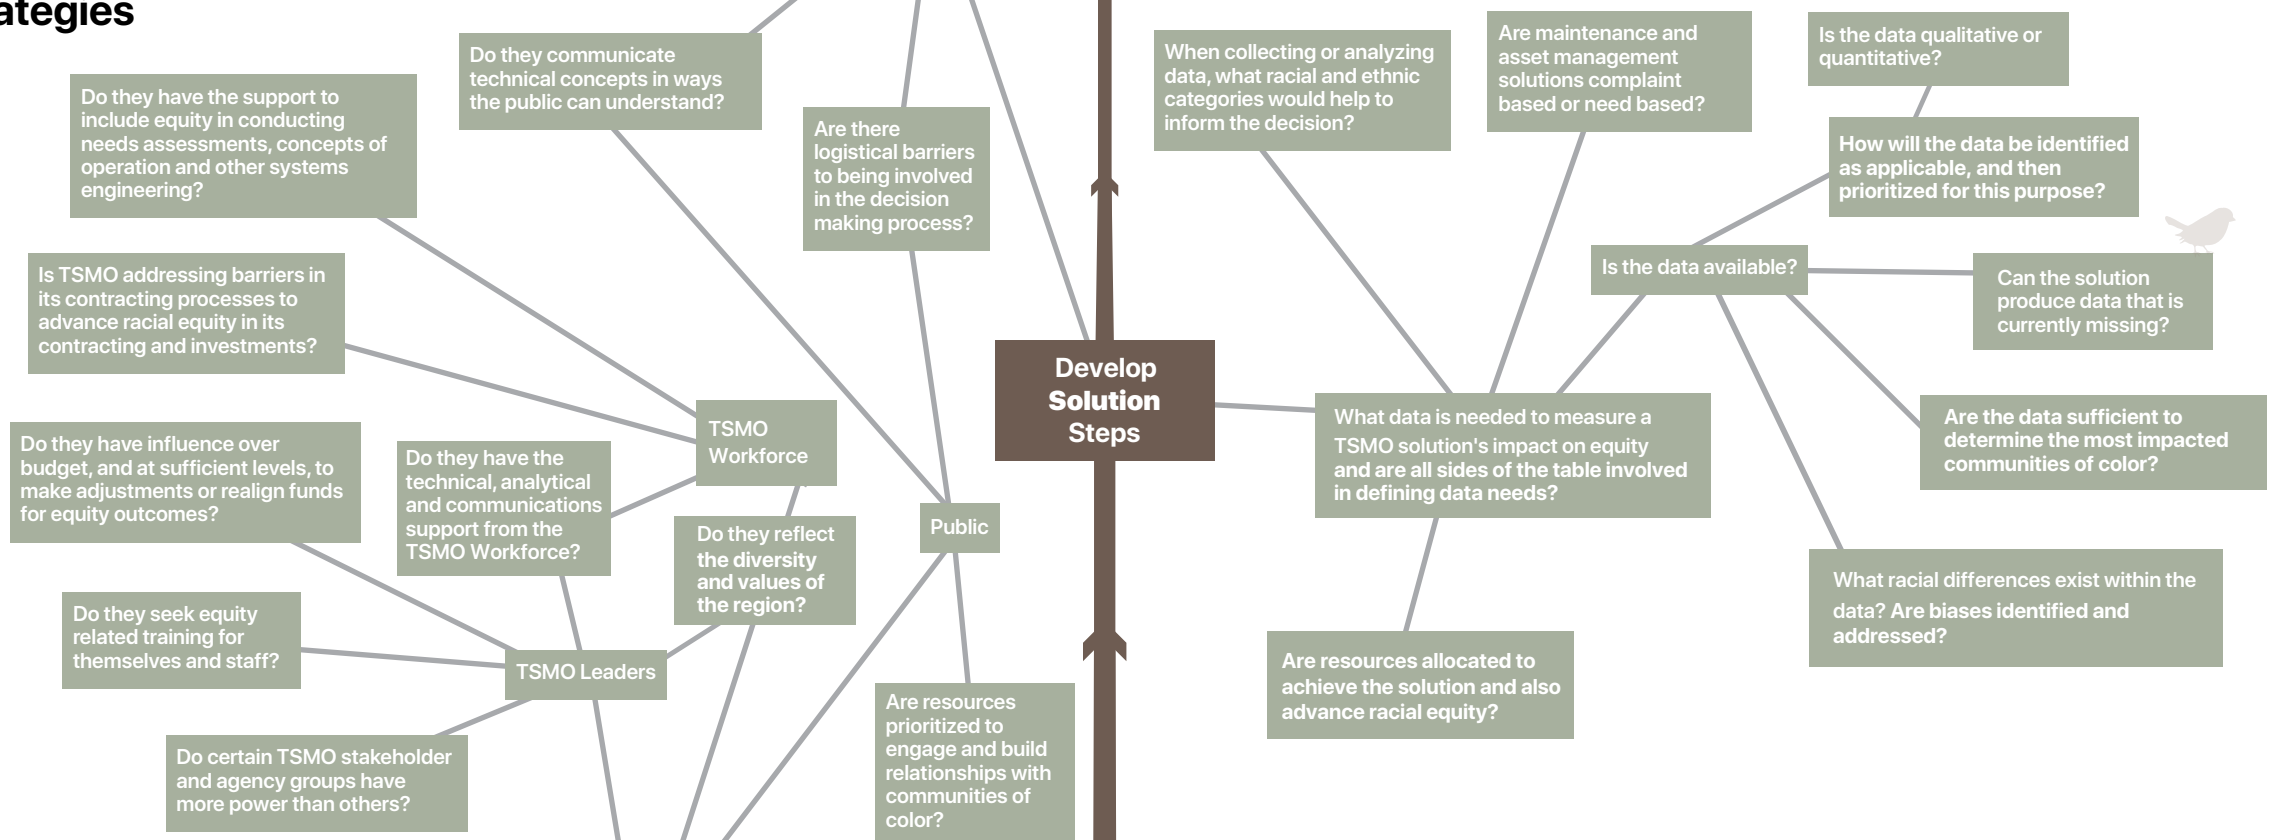 ategies
Do they communicate
technical concepts in ways
the public can understand?
Do they have the support to
include equity in conducting
needs assessments, concepts of
operation and other systems
engineering?
Are there
logistical barriers
to being involved
in the decision
making process?
Is TSMO addressing barriers in
its contracting processes to
advance racial equity in its
contracting and investments?
TSMO
Workforce
Do they have influence over
budget, and at sufficient levels, to
make adjustments or realign funds
for equity outcomes?
Do they have the
technical, analytical
and communications
support from the
TSMO Workforce?
Do they reflect
the diversity
and values of
the region?
Public
Do they seek equity
related training for
themselves and staff?
TSMO Leaders
Do certain TSMO stakeholder
and agency groups have
more power than others?
Are resources
prioritized to
engage and build
relationships with
communities of
color?
Develop
Solution
Steps
When collecting or analyzing
data, what racial and ethnic
categories would help to
inform the decision?
Are maintenance and
asset management
solutions complaint
based or need based?
Is the data qualitative or
quantitative?
How will the data be identified
as applicable, and then
prioritized for this purpose?
Is the data available?
Can the solution
produce data that is
currently missing?
What data is needed to measure a
TSMO solution's impact on equity
and are all sides of the table involved
in defining data needs?
Are the data sufficient to
determine the most impacted
communities of color?
What racial differences exist within the
data? Are biases identified and
addressed?
Are resources allocated to
achieve the solution and also
advance racial equity?